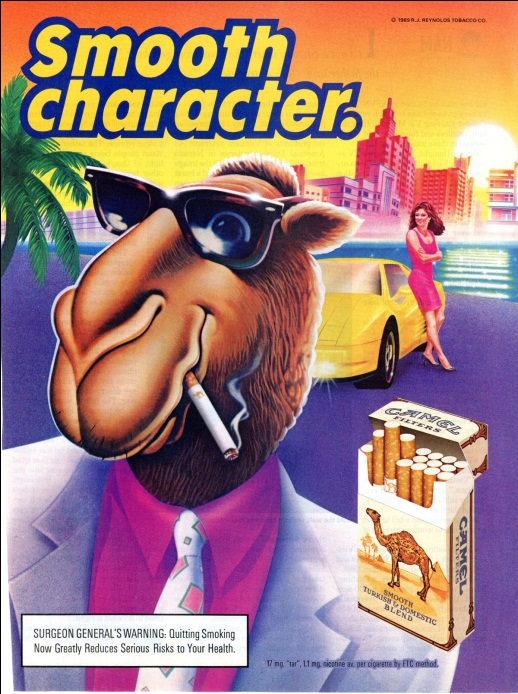 © 1989 R.J. REYNOLDS TOBACCO CO.
Smooth
character.
CAMEL
FILTERS
CAMEL
FILTERS
SMOOTH
TURKISH & DOMESTIC
BLEND
SURGEON GENERAL'S WARNING: Quitting Smoking
Now Greatly Reduces Serious Risks to Your Health.
17 mg. "tar", 1.1 mg. nicotine av. per cigarette by FTC method.